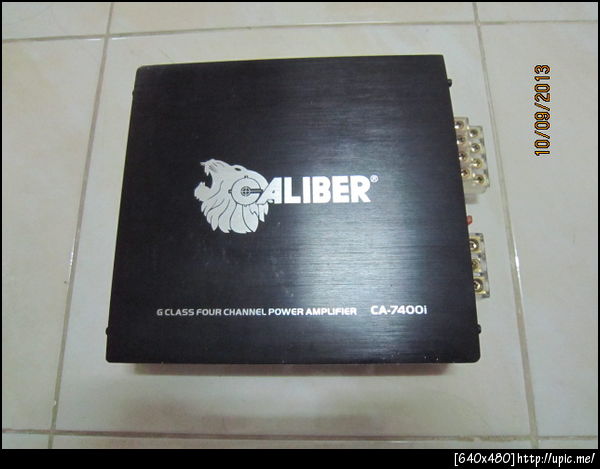 CALIBER®
G CLASS FOUR CHANNEL POWER AMPLIFIER CA-7400i
10/09/2013
[640x480]http://upic.me/